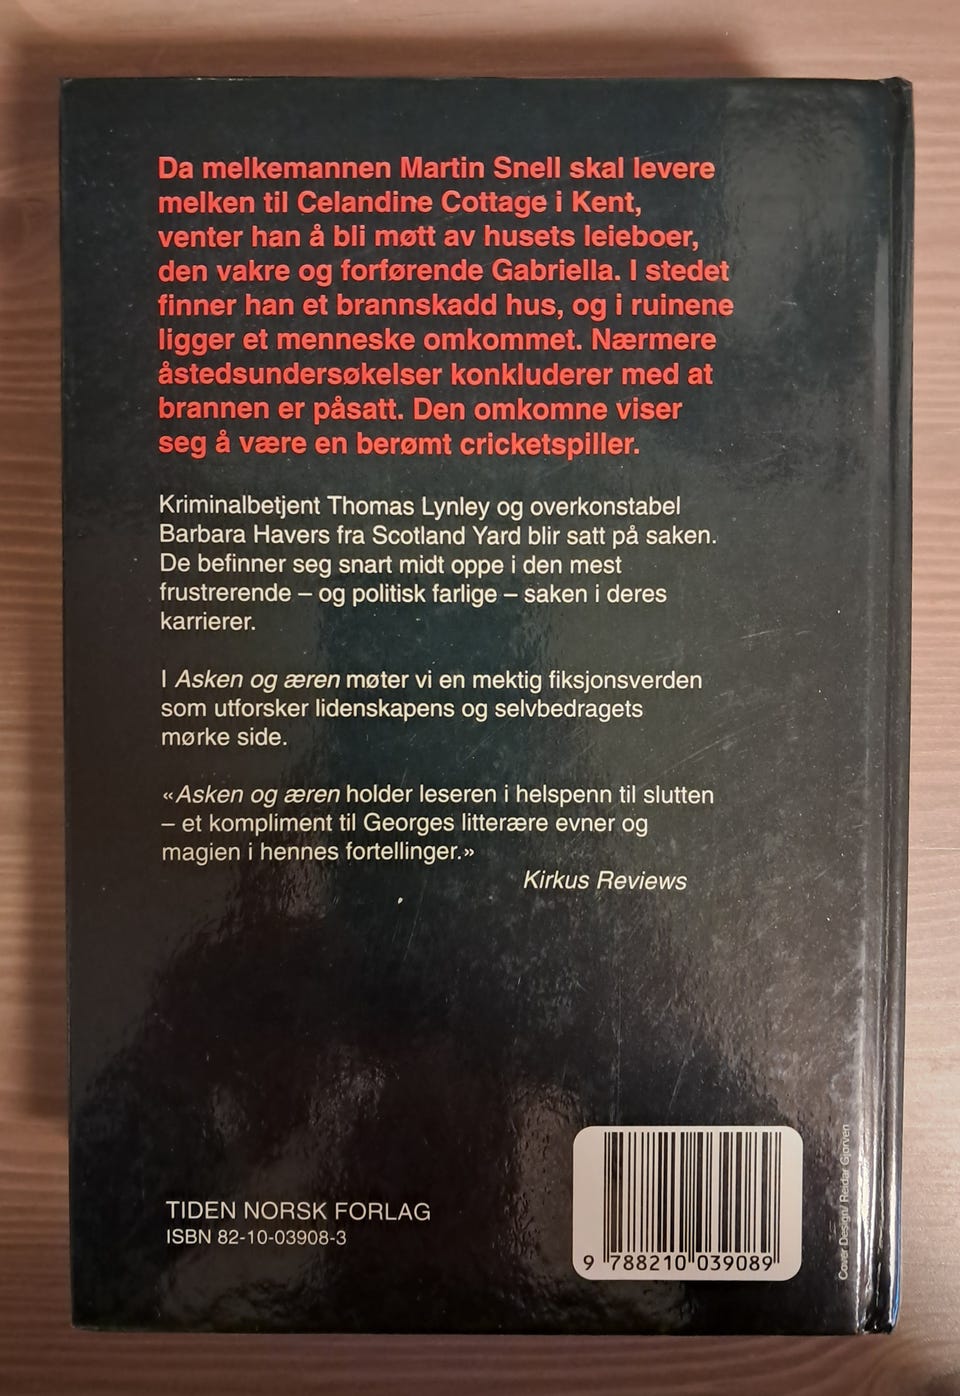 Da melkemannen Martin Snell skal levere
melken til Celandine Cottage i Kent,
venter han å bli møtt av husets leieboer,
den vakre og forførende Gabriella. I stedet
finner han et brannskadd hus, og i ruinene
ligger et menneske omkommet. Nærmere
åstedsundersøkelser konkluderer med at
brannen er påsatt. Den omkomne viser
seg å være en berømt cricketspiller.
Kriminalbetjent Thomas Lynley og overkonstabel
Barbara Havers fra Scotland Yard blir satt på saken.
De befinner seg snart midt oppe i den mest
frustrerende – og politisk farlige – saken i deres
karrierer.
I Asken og æren møter vi en mektig fiksjonsverden
som utforsker lidenskapens og selvbedragets
mørke side.
«Asken og æren holder leseren i helspenn til slutten
– et kompliment til Georges litterære evner og
magien i hennes fortellinger.»
Kirkus Reviews
TIDEN NORSK FORLAG
ISBN 82-10-03908-3
9 788210 039089
Cover Design/ Reidar Gjørven